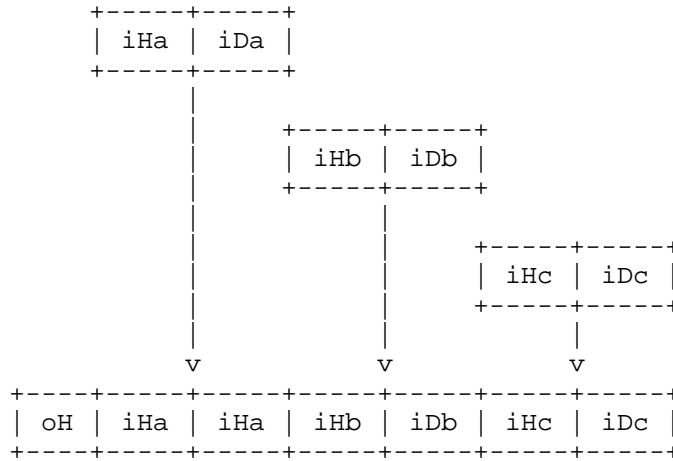 | iHa | iDa |
| iHb | iDb |
| iHc | iDc |
v v v
| oH | iHa | iHa | iHb | iDb | iHc | iDc |